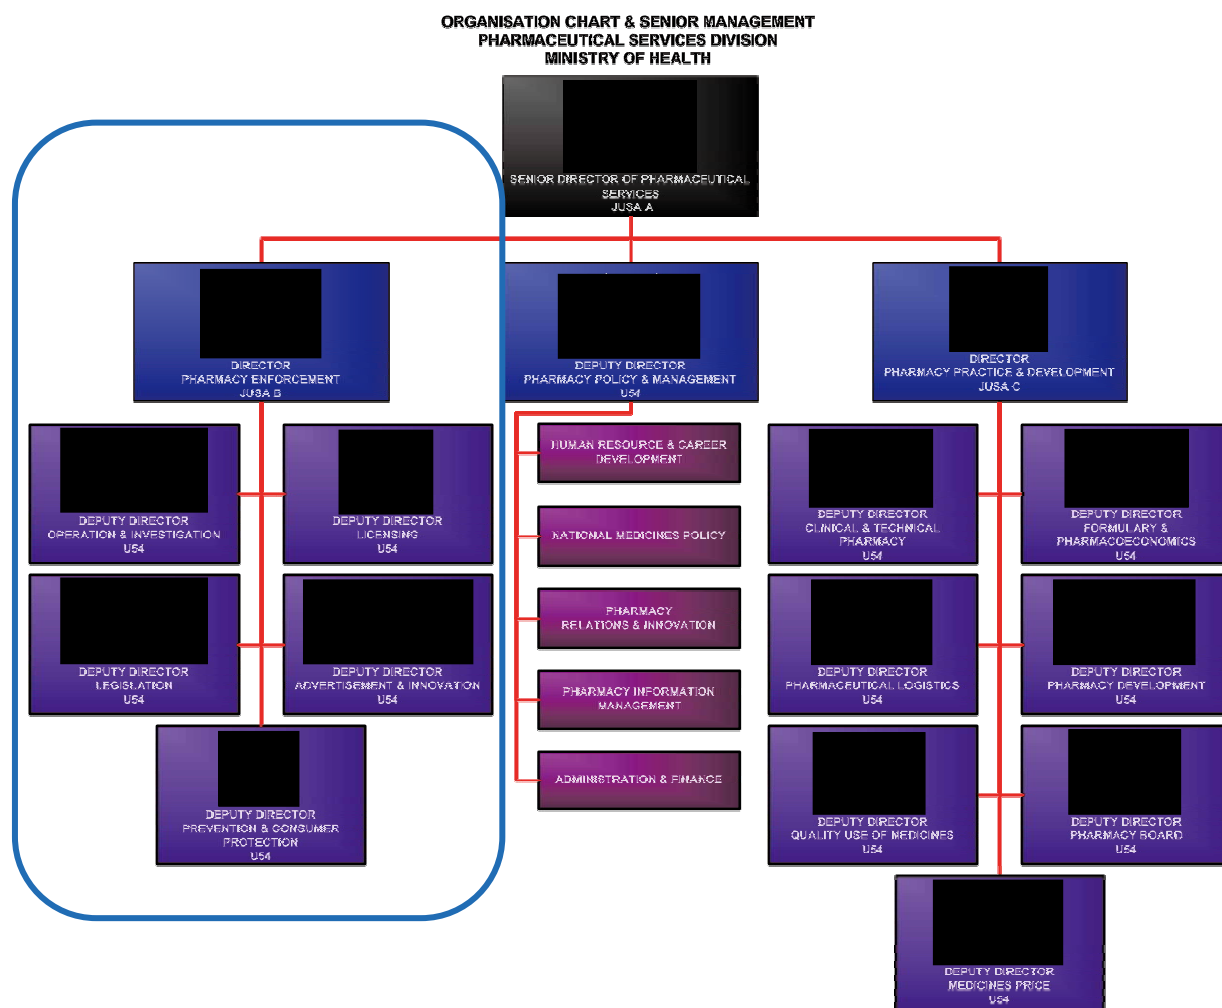 ORGANISATION CHART & SENIOR MANAGEMENT
PHARMACEUTICAL SERVICES DIVISION
MINISTRY OF HEALTH
SENIOR DIRECTOR OF PHARMACEUTICAL
SERVICES
JUSA A
DIRECTOR
PHARMACY ENFORCEMENT
JUSA B
DEPUTY DIRECTOR
PHARMACY POLICY & MANAGEMENT
U54
DIRECTOR
PHARMACY PRACTICE & DEVELOPMENT
JUSA C
DEPUTY DIRECTOR
OPERATION & INVESTIGATION
U54
DEPUTY DIRECTOR
LICENSING
U54
DEPUTY DIRECTOR
LEGISLATION
U54
DEPUTY DIRECTOR
ADVERTISEMENT & INNOVATION
U54
DEPUTY DIRECTOR
PREVENTION & CONSUMER
PROTECTION
U54
HUMAN RESOURCE & CAREER
DEVELOPMENT
NATIONAL MEDICINES POLICY
PHARMACY
RELATIONS & INNOVATION
PHARMACY INFORMATION
MANAGEMENT
ADMINISTRATION & FINANCE
DEPUTY DIRECTOR
CLINICAL & TECHNICAL
PHARMACY
U54
DEPUTY DIRECTOR
FORMULARY &
PHARMACOECONOMICS
U54
DEPUTY DIRECTOR
PHARMACEUTICAL LOGISTICS
U54
DEPUTY DIRECTOR
PHARMACY DEVELOPMENT
U54
DEPUTY DIRECTOR
QUALITY USE OF MEDICINES
U54
DEPUTY DIRECTOR
PHARMACY BOARD
U54
DEPUTY DIRECTOR
MEDICINES PRICE
U54